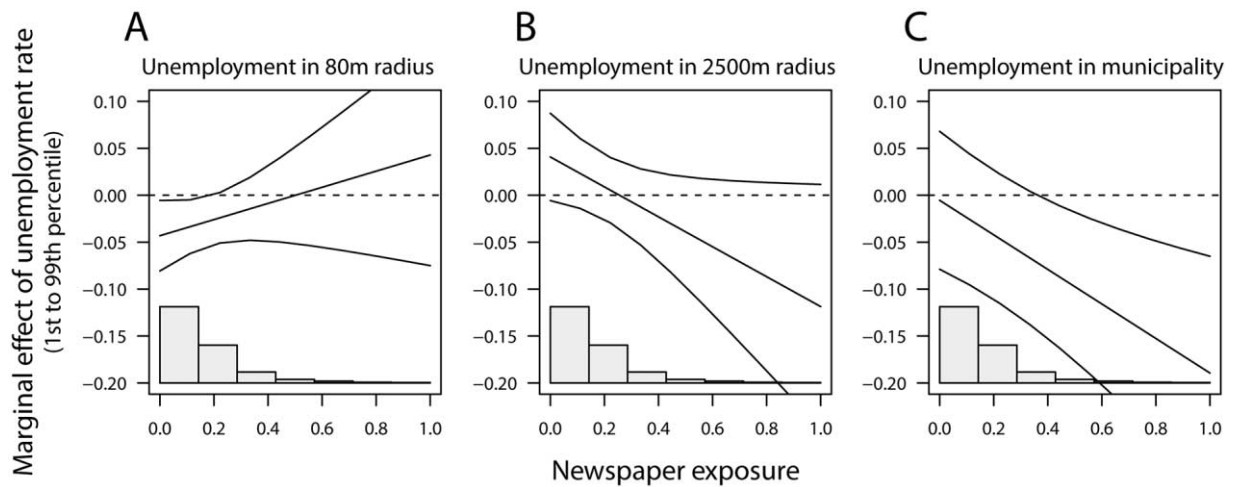 A
B
C
Unemployment in 80m radius
Unemployment in 2500m radius
Unemployment in municipality
Marginal effect of unemployment rate
(1st to 99th percentile)
0.10
0.05
0.00
−0.05
−0.10
−0.15
−0.20
0.0 0.2 0.4 0.6 0.8 1.0
0.10
0.05
0.00
−0.05
−0.10
−0.15
−0.20
0.0 0.2 0.4 0.6 0.8 1.0
0.10
0.05
0.00
−0.05
−0.10
−0.15
−0.20
0.0 0.2 0.4 0.6 0.8 1.0
Newspaper exposure